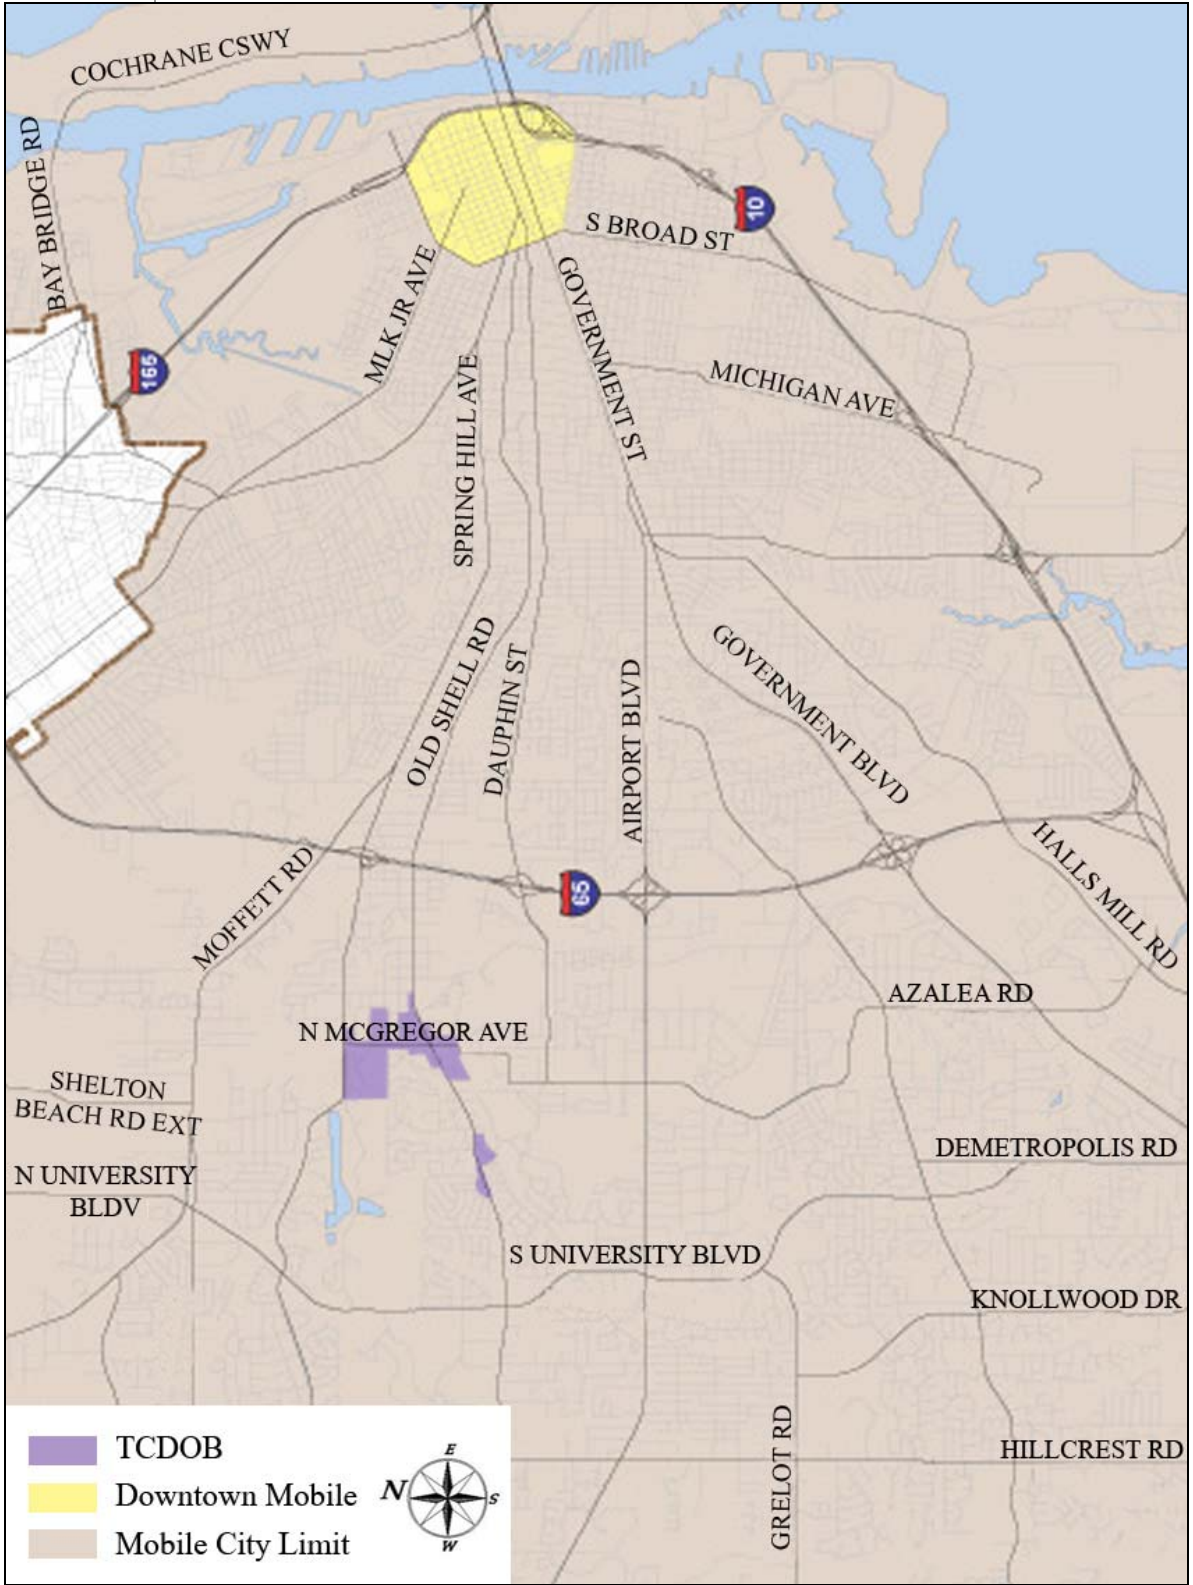 COCHRANE CSWY
BAY BRIDGE RD
10
S BROAD ST
MLK JR AVE
GOVERNMENT ST
165
SPRING HILL AVE
MICHIGAN AVE
OLD SHELL RD
DAUPHIN ST
AIRPORT BLVD
GOVERNMENT BLVD
MOFFETT RD
65
HALLS MILL RD
AZALEA RD
N MCGREGOR AVE
SHELTON
BEACH RD EXT
DEMETROPOLIS RD
N UNIVERSITY
BLDV
S UNIVERSITY BLVD
KNOLLWOOD DR
GRELOT RD
HILLCREST RD
TCDOB
Downtown Mobile
Mobile City Limit
E
N
S
W